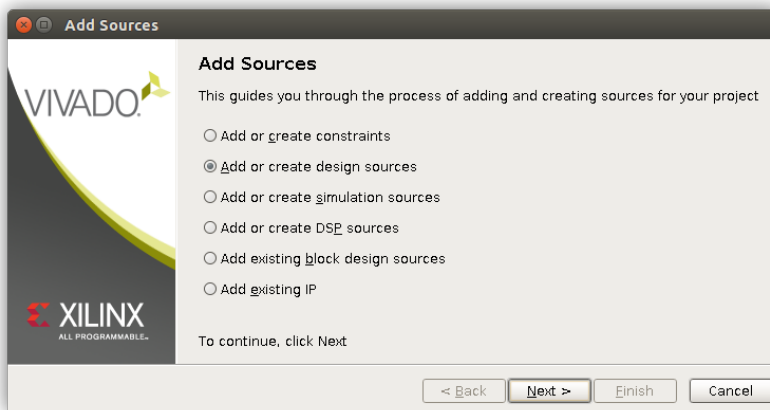 Add Sources
VIVADO.
Add Sources
This guides you through the process of adding and creating sources for your project
Add or create constraints
Add or create design sources
Add or create simulation sources
Add or create DSP sources
Add existing block design sources
Add existing IP
XILINX
ALL PROGRAMMABLE™
To continue, click Next
< Back Next > Finish Cancel